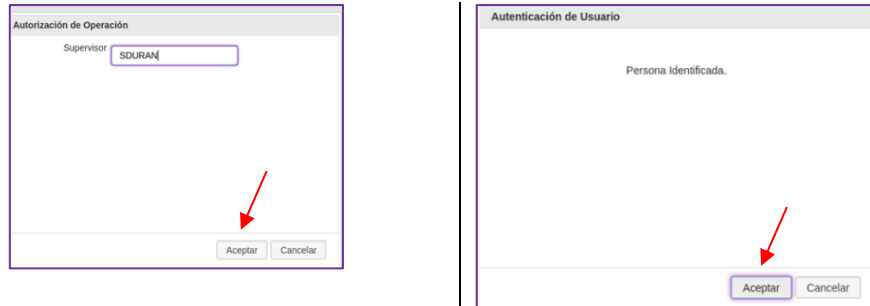 Autorización de Operación
Supervisor SDURAN
Aceptar Cancelar
Autenticación de Usuario
Persona Identificada.
Aceptar Cancelar